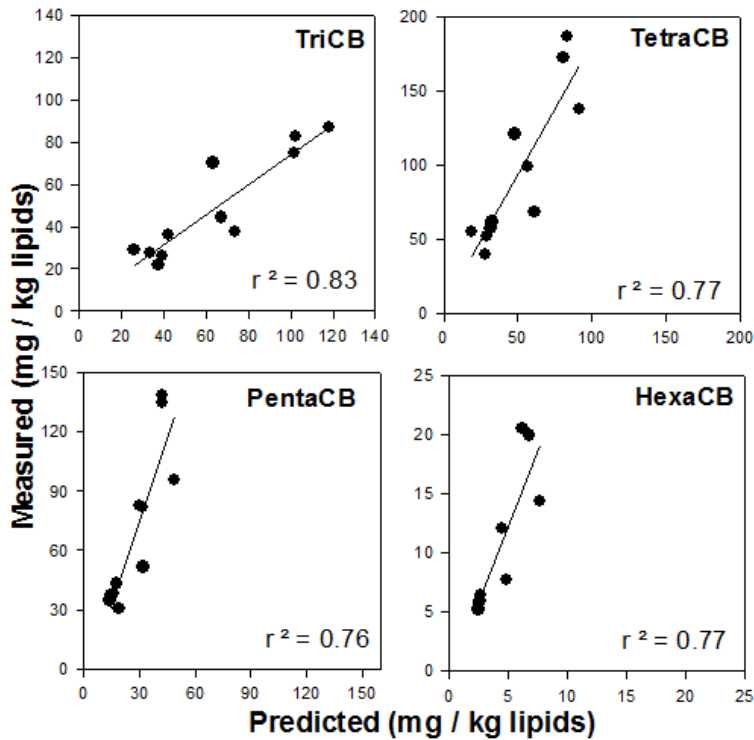 Measured (mg / kg lipids)
140
120
100
80
60
40
20
0
TriCB
r ² = 0.83
0 20 40 60 80 100 120 140
200
150
100
50
0
TetraCB
r ² = 0.77
0 50 100 150 200
150
120
90
60
30
0
PentaCB
r ² = 0.76
0 30 60 90 120 150
25
20
15
10
5
0
HexaCB
r ² = 0.77
0 5 10 15 20 25
Predicted (mg / kg lipids)